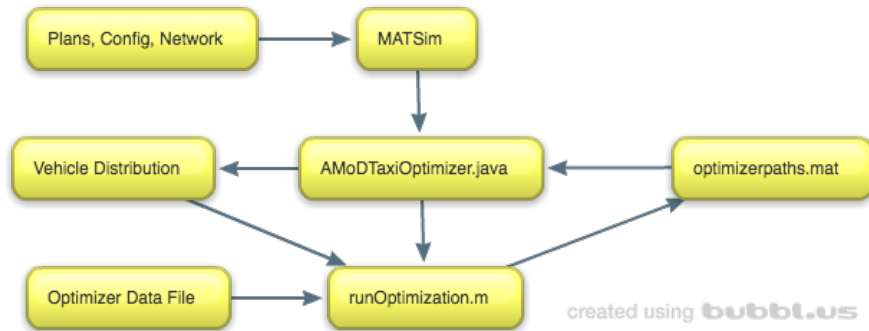 Plans, Config, Network
MATSim
Vehicle Distribution
AMoDTaxiOptimizer.java
optimizerpaths.mat
Optimizer Data File
runOptimization.m
created using bubbl.us